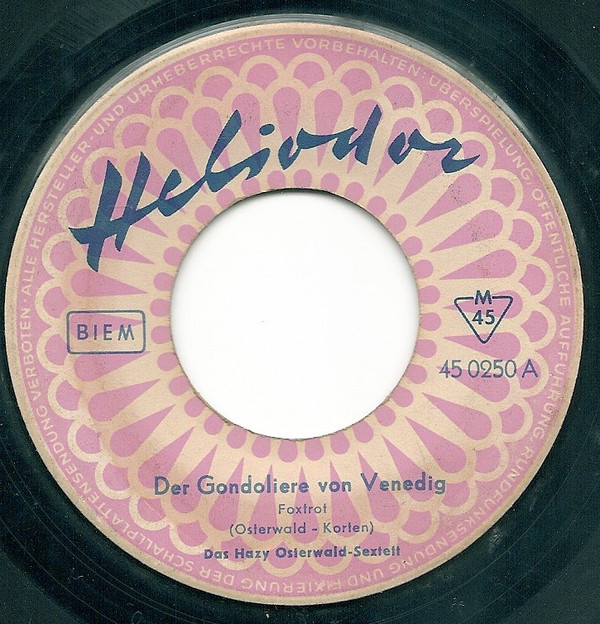 Heliodor
ALLE HERSTELLER- UND URHEBERRECHTE VORBEHALTEN · ÜBERSPIELUNG, ÖFFENTLICHE AUFFÜHRUNG · RUNDFUNKSENDUNG UND FIXIERUNG DER SCHALLPLATTENSENDUNG VERBOTEN ·
BIEM
M
45
45 0250 A
Der Gondoliere von Venedig
Foxtrot
(Osterwald - Korten)
Das Hazy Osterwald-Sextett